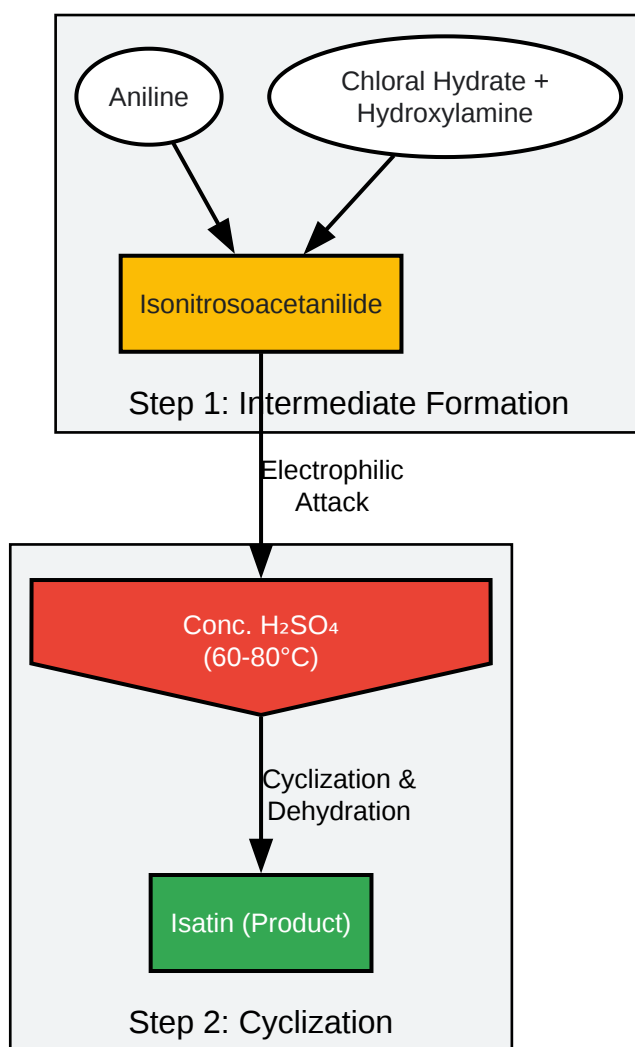 Aniline
Chloral Hydrate +
Hydroxylamine
Isonitrosoacetanilide
Step 1: Intermediate Formation
Electrophilic
Attack
Conc. H₂SO₄
(60-80°C)
Cyclization &
Dehydration
Isatin (Product)
Step 2: Cyclization